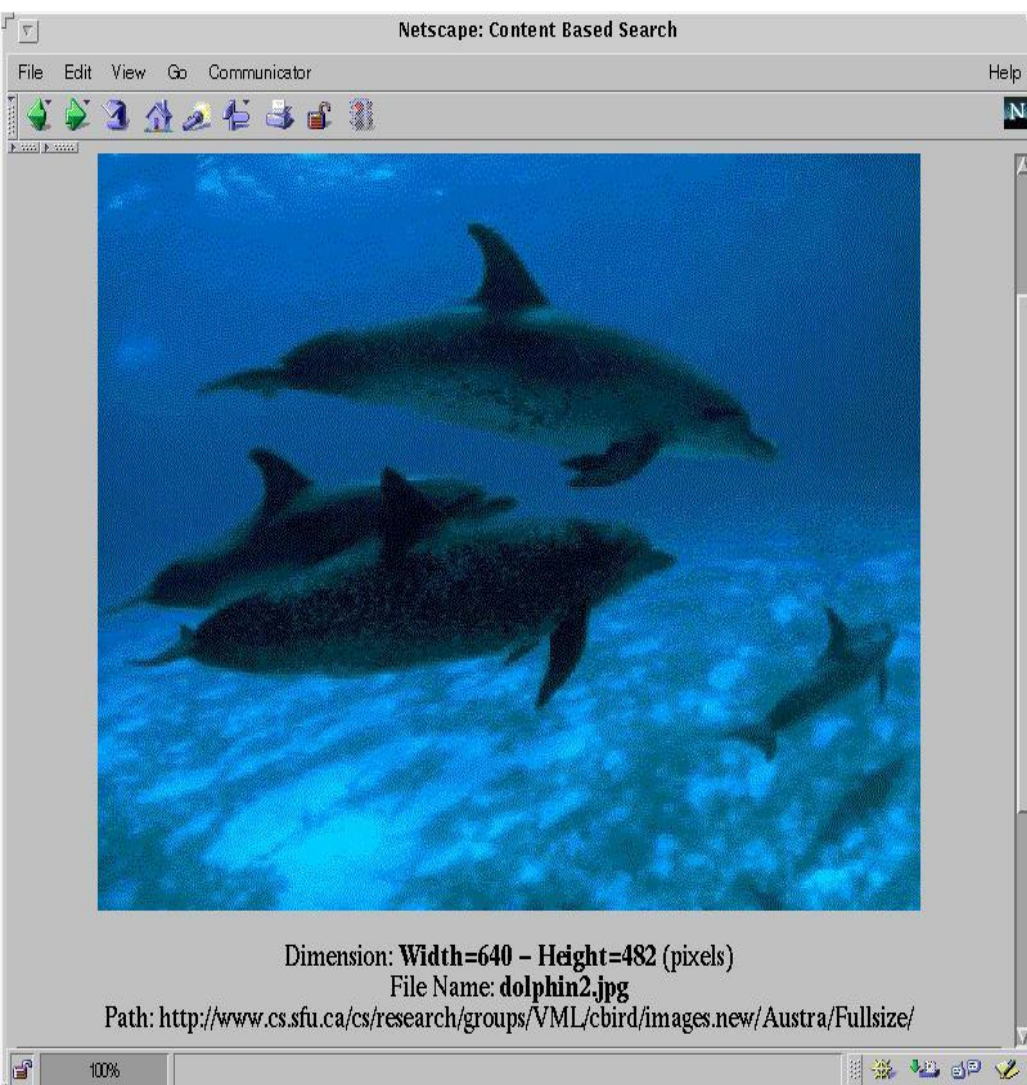 Netscape: Content Based Search
File Edit View Go Communicator Help
N
Dimension: Width=640 – Height=482 (pixels)
File Name: dolphin2.jpg
Path: http://www.cs.sfu.ca/cs/research/groups/VML/cbird/images.new/Austra/Fullsize/
100%